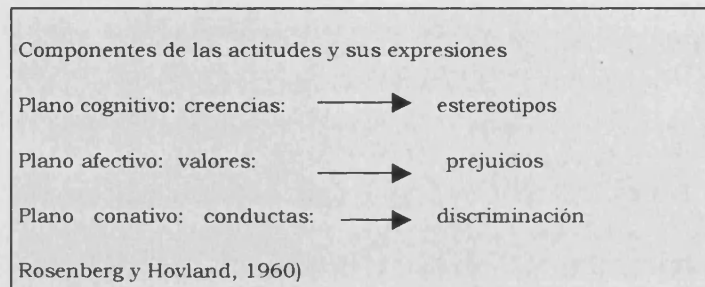 Componentes de las actitudes y sus expresiones
Plano cognitivo: creencias: estereotipos
Plano afectivo: valores: prejuicios
Plano conativo: conductas: discriminación
Rosenberg y Hovland, 1960)